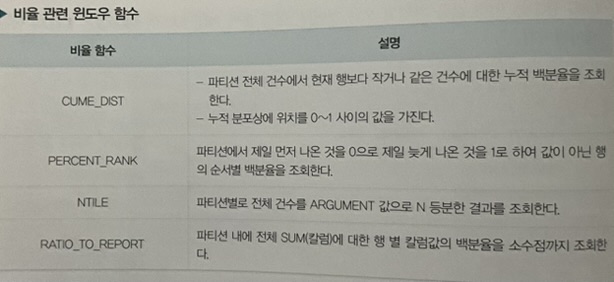 ▶ 비율 관련 윈도우 함수
비율 함수
설명
CUME_DIST
– 파티션 전체 건수에서 현재 행보다 작거나 같은 건수에 대한 누적 백분율을 조회
한다.
– 누적 분포상에 위치를 0~1 사이의 값을 가진다.
PERCENT_RANK
파티션에서 제일 먼저 나온 것을 0으로 제일 늦게 나온 것을 1로 하여 값이 아닌 행
의 순서별 백분율을 조회한다.
NTILE
파티션별로 전체 건수를 ARGUMENT 값으로 N 등분한 결과를 조회한다.
RATIO_TO_REPORT
파티션 내에 전체 SUM(칼럼)에 대한 행 별 칼럼값의 백분율을 소수점까지 조회한
다.